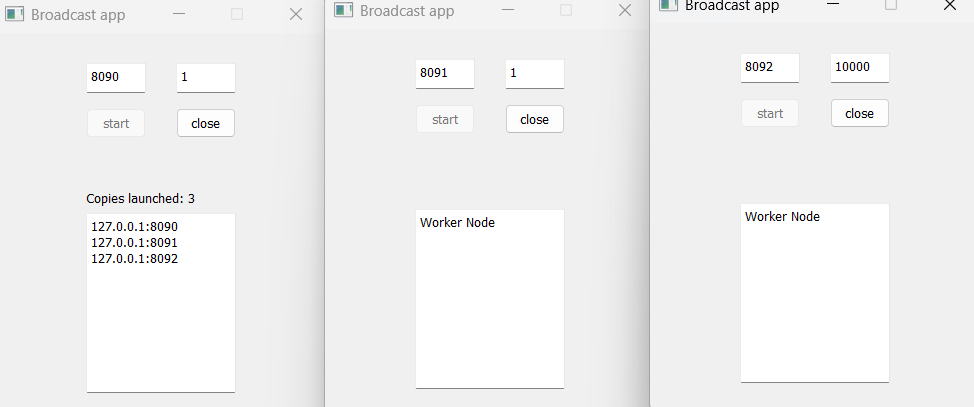 Broadcast app
8090 1
start close
Copies launched: 3
127.0.0.1:8090
127.0.0.1:8091
127.0.0.1:8092
Broadcast app
8091 1
start close
Worker Node
Broadcast app
8092 10000
start close
Worker Node